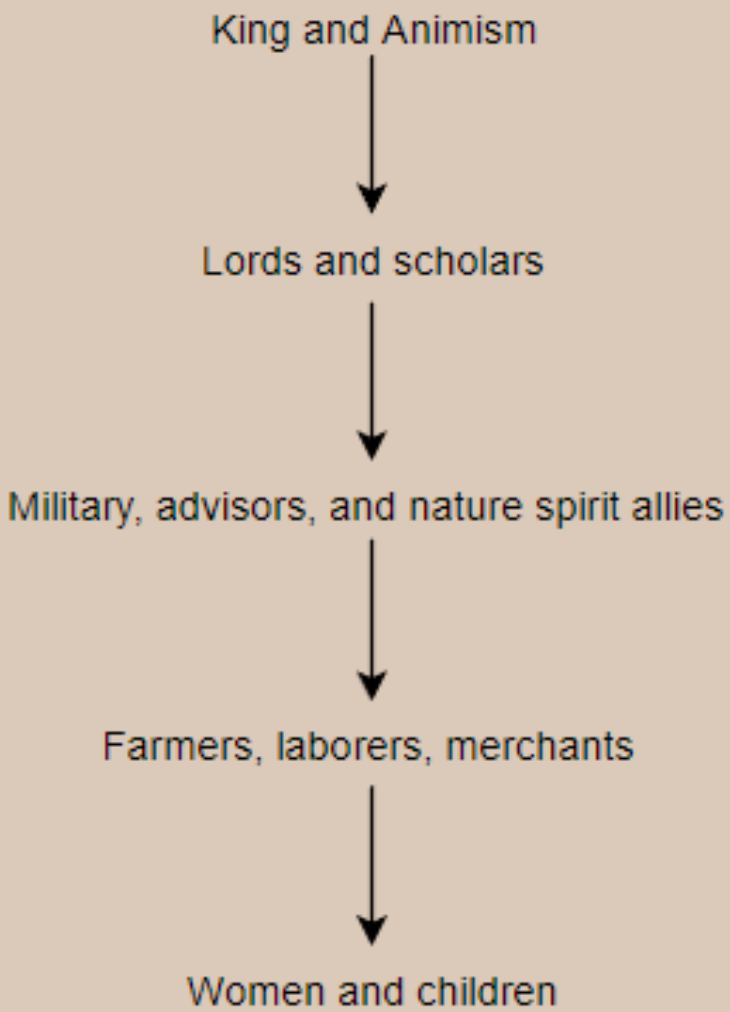 King and Animism
Lords and scholars
Military, advisors, and nature spirit allies
Farmers, laborers, merchants
Women and children